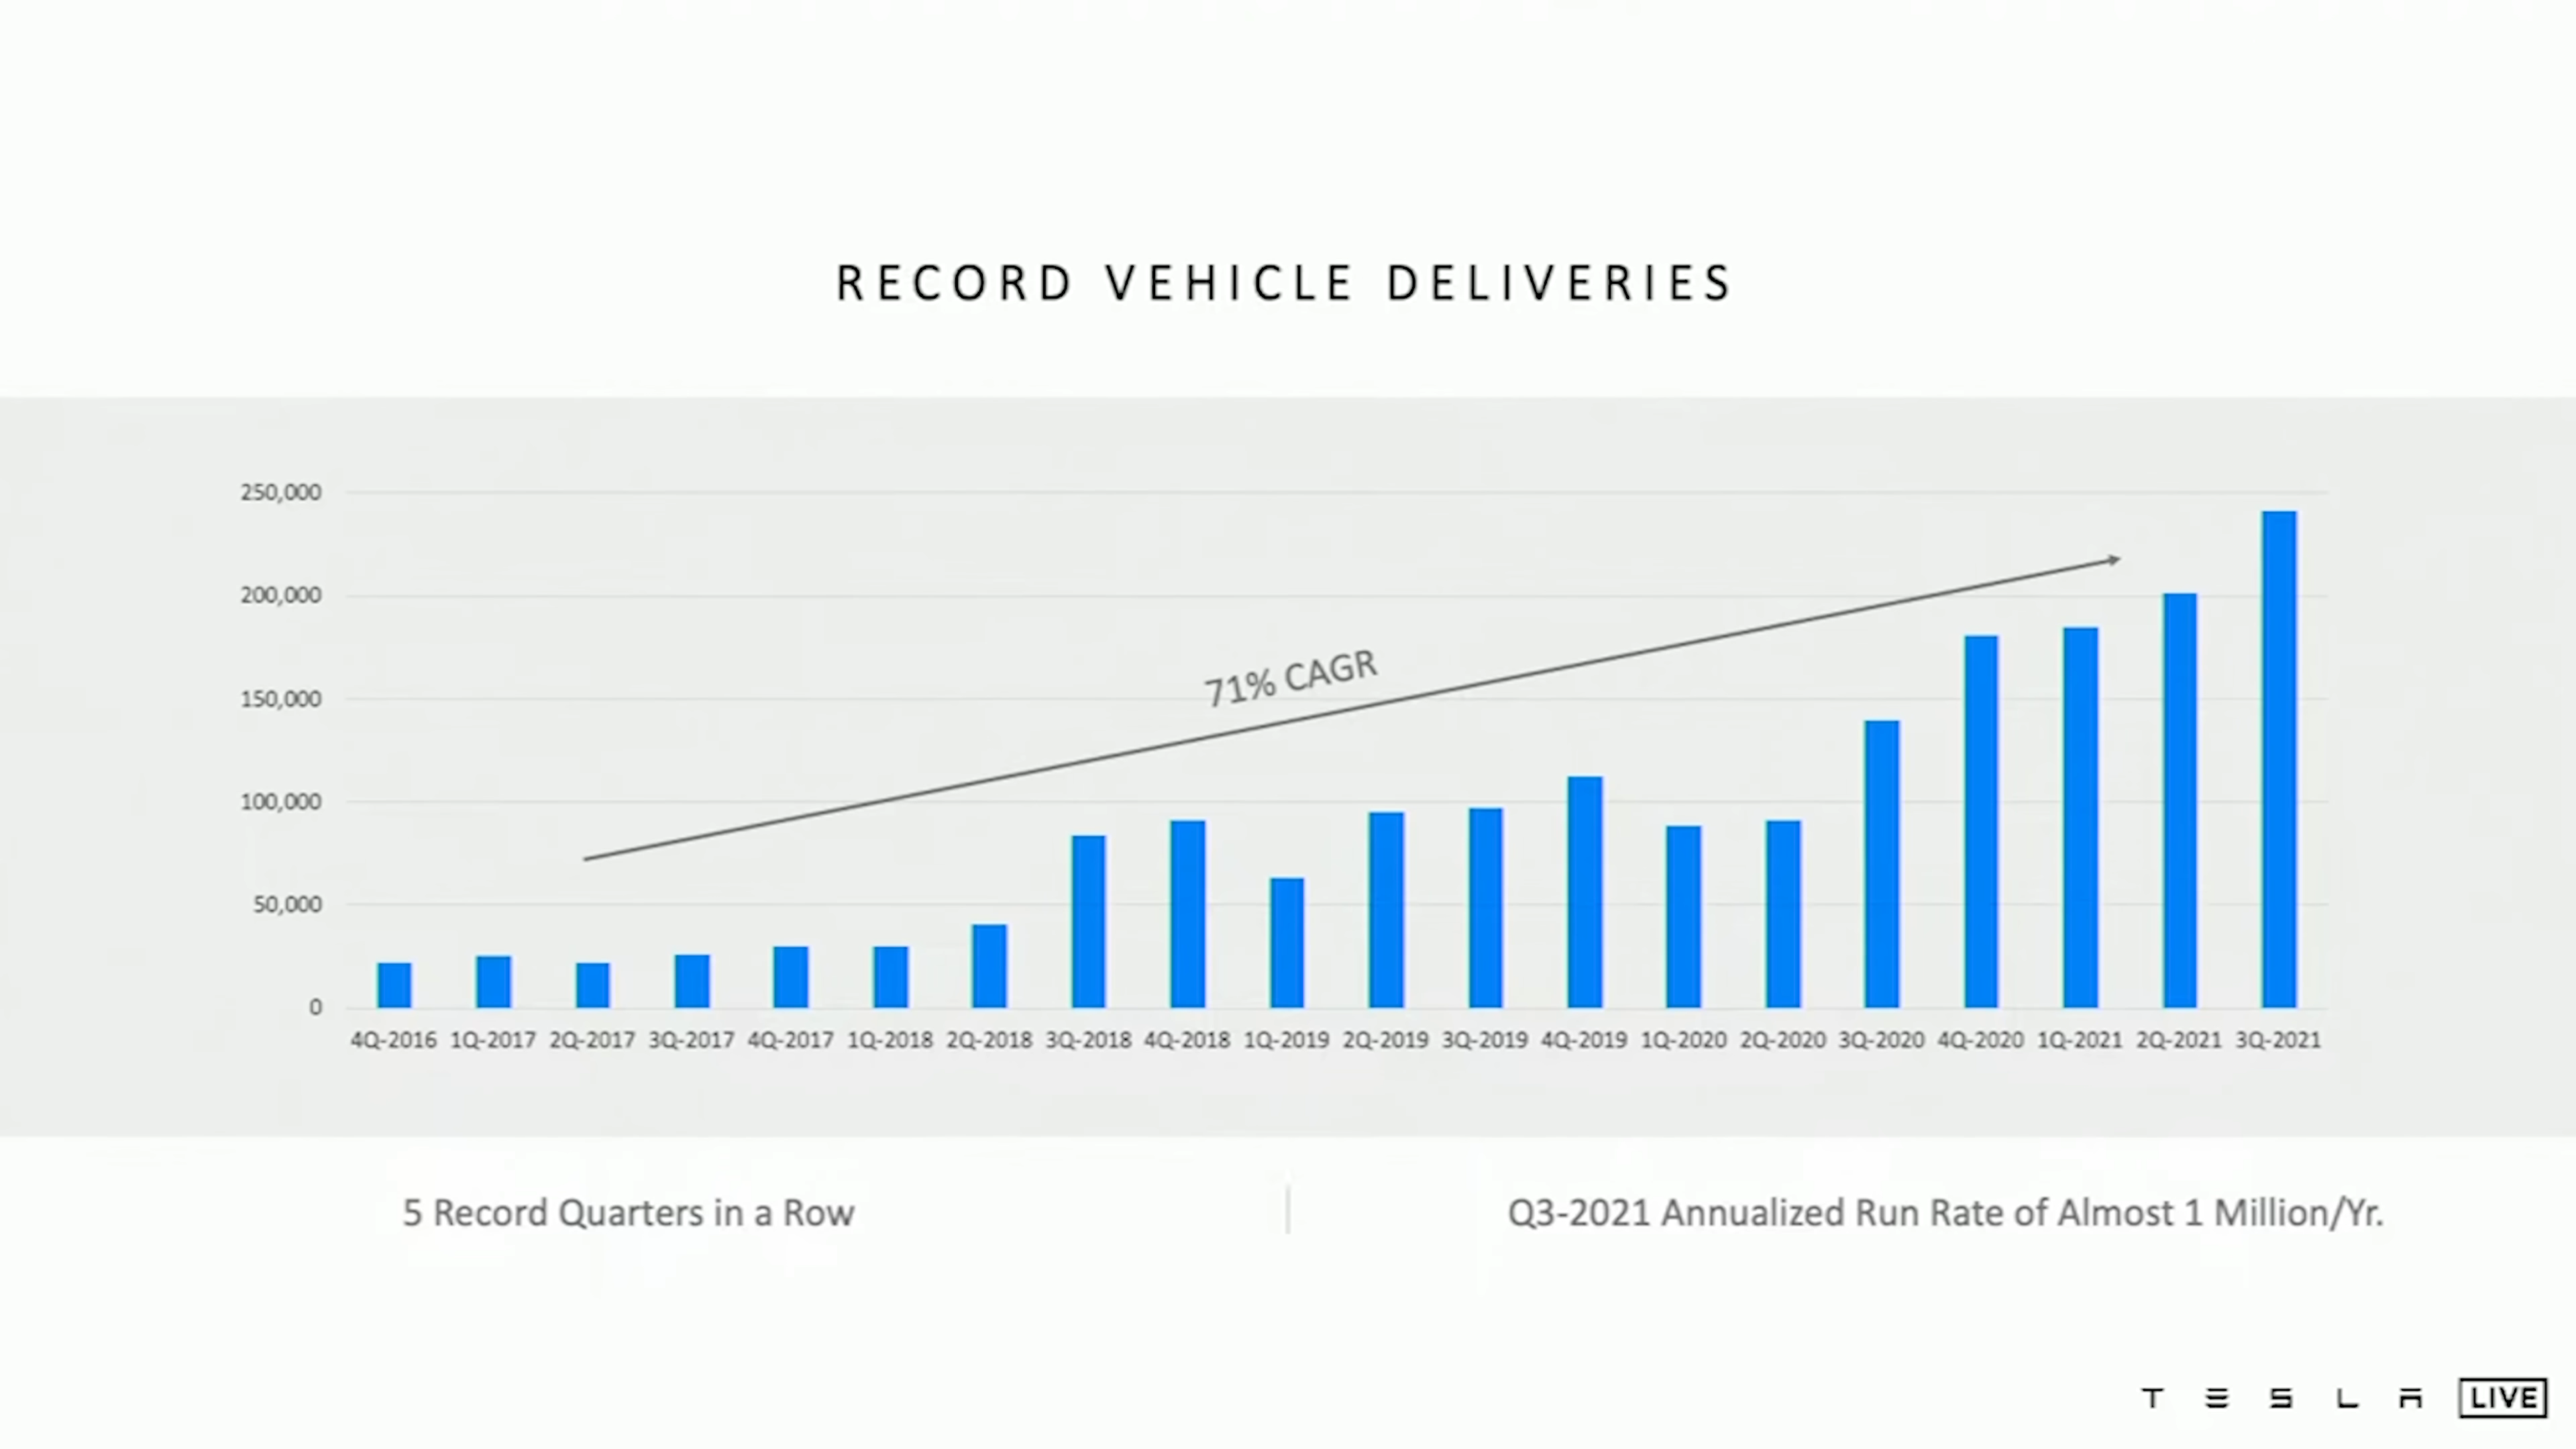 RECORD VEHICLE DELIVERIES
250,000
200,000
150,000
100,000
50,000
0
71% CAGR
4Q-2016 1Q-2017 2Q-2017 3Q-2017 4Q-2017 1Q-2018 2Q-2018 3Q-2018 4Q-2018 1Q-2019 2Q-2019 3Q-2019 4Q-2019 1Q-2020 2Q-2020 3Q-2020 4Q-2020 1Q-2021 2Q-2021 3Q-2021
5 Record Quarters in a Row
Q3-2021 Annualized Run Rate of Almost 1 Million/Yr.
TESLA LIVE